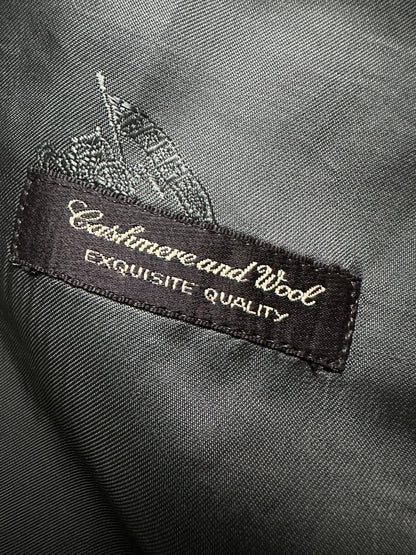 Cashmere and Wool
EXQUISITE QUALITY